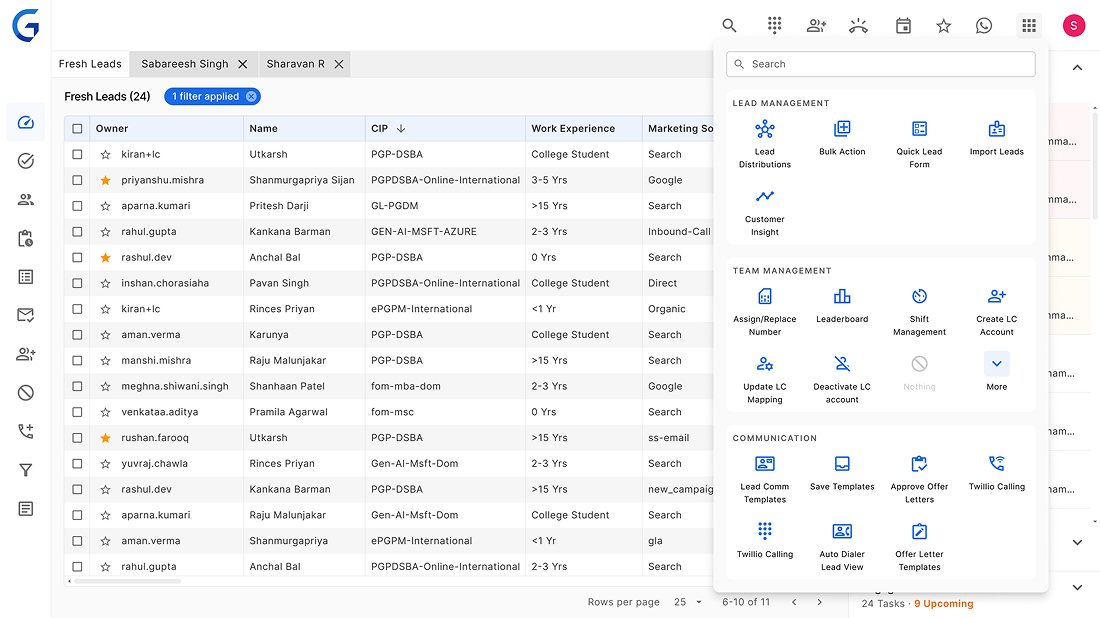 S
Fresh Leads
Sabareesh Singh
Sharavan R
Fresh Leads (24)
1 filter applied
Owner Name CIP Work Experience Marketing So
kiran+lc Utkarsh PGP-DSBA College Student Search
priyanshu.mishra Shanmurgapriya Sijan PGPDSBA-Online-International 3-5 Yrs Google
aparna.kumari Pritesh Darji GL-PGDM >15 Yrs Search
rahul.gupta Kankana Barman GEN-AI-MSFT-AZURE 2-3 Yrs Inbound-Call
rashul.dev Anchal Bal PGP-DSBA 0 Yrs Search
inshan.chorasiaha Pavan Singh PGPDSBA-Online-International College Student Direct
kiran+lc Rinces Priyan ePGPM-International <1 Yr Organic
aman.verma Karunya PGP-DSBA College Student Search
manshi.mishra Raju Malunjakar PGP-DSBA >15 Yrs Search
meghna.shiwani.singh Shanhaan Patel fom-mba-dom 2-3 Yrs Google
venkataa.aditya Pramila Agarwal fom-msc 0 Yrs Search
rushan.farooq Utkarsh PGP-DSBA >15 Yrs ss-email
yuvraj.chawla Rinces Priyan Gen-AI-Msft-Dom 2-3 Yrs Search
rashul.dev Kankana Barman PGP-DSBA >15 Yrs new_campaig
aparna.kumari Raju Malunjakar Gen-AI-Msft-Dom College Student Search
aman.verma Shanmurgapriya ePGPM-International <1 Yr gla
rahul.gupta Anchal Bal PGPDSBA-Online-International 2-3 Yrs Search
Rows per page 25 6-10 of 11
Search
LEAD MANAGEMENT
Lead
Distributions
Bulk Action
Quick Lead
Form
Import Leads
Customer
Insight
TEAM MANAGEMENT
Assign/Replace
Number
Leaderboard
Shift
Management
Create LC
Account
Update LC
Mapping
Deactivate LC
account
Nothing
More
COMMUNICATION
Lead Comm
Templates
Save Templates
Approve Offer
Letters
Twillio Calling
Twillio Calling
Auto Dialer
Lead View
Offer Letter
Templates
24 Tasks · 9 Upcoming